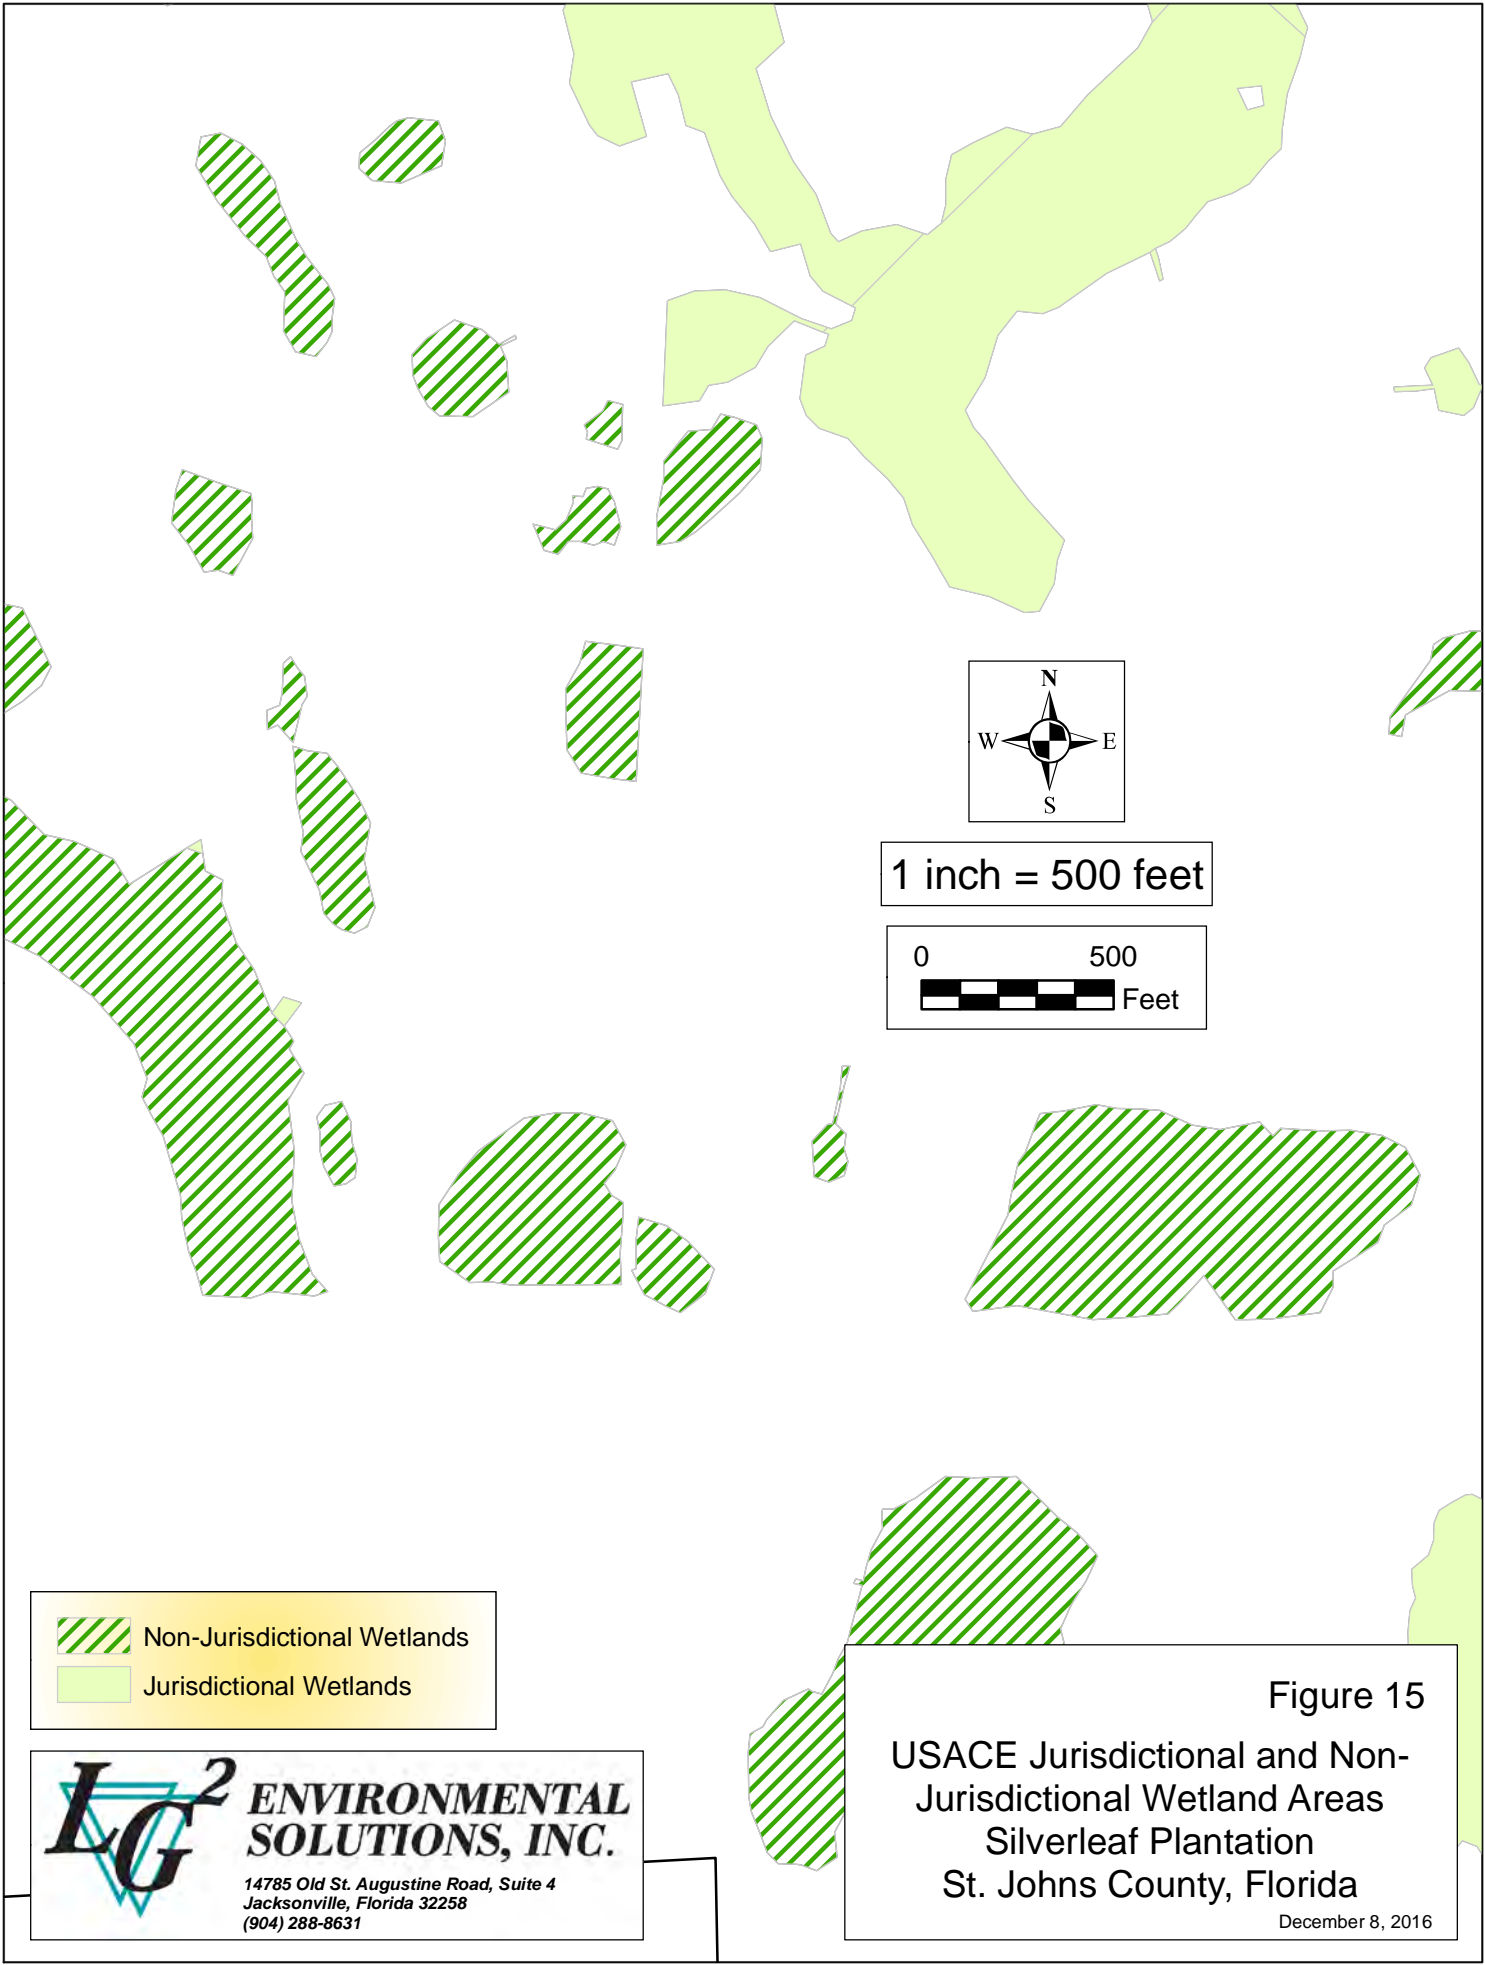 N
W E
S
1 inch = 500 feet
0 500
Feet
Non-Jurisdictional Wetlands
Jurisdictional Wetlands
LG2
ENVIRONMENTAL
SOLUTIONS, INC.
14785 Old St. Augustine Road, Suite 4
Jacksonville, Florida 32258
(904) 288-8631
Figure 15
USACE Jurisdictional and Non-
Jurisdictional Wetland Areas
Silverleaf Plantation
St. Johns County, Florida
December 8, 2016